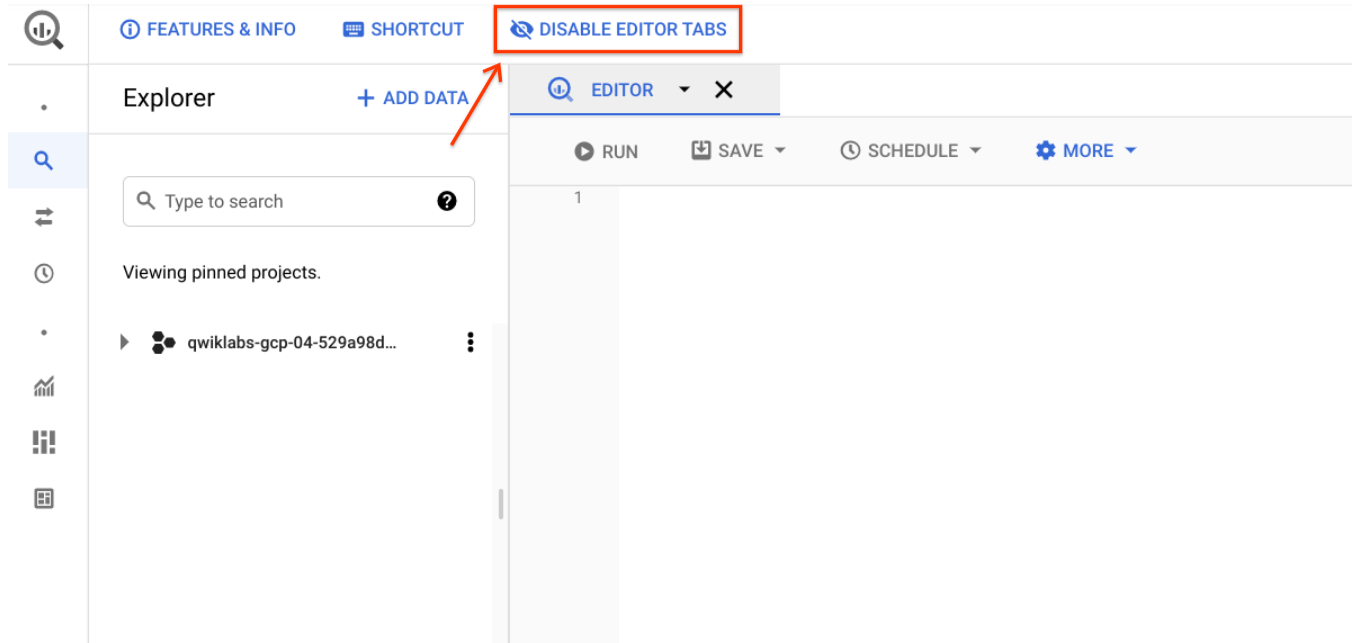 FEATURES & INFO
SHORTCUT
DISABLE EDITOR TABS
Explorer
+ ADD DATA
EDITOR
RUN
SAVE
SCHEDULE
MORE
Type to search
1
Viewing pinned projects.
qwiklabs-gcp-04-529a98d...